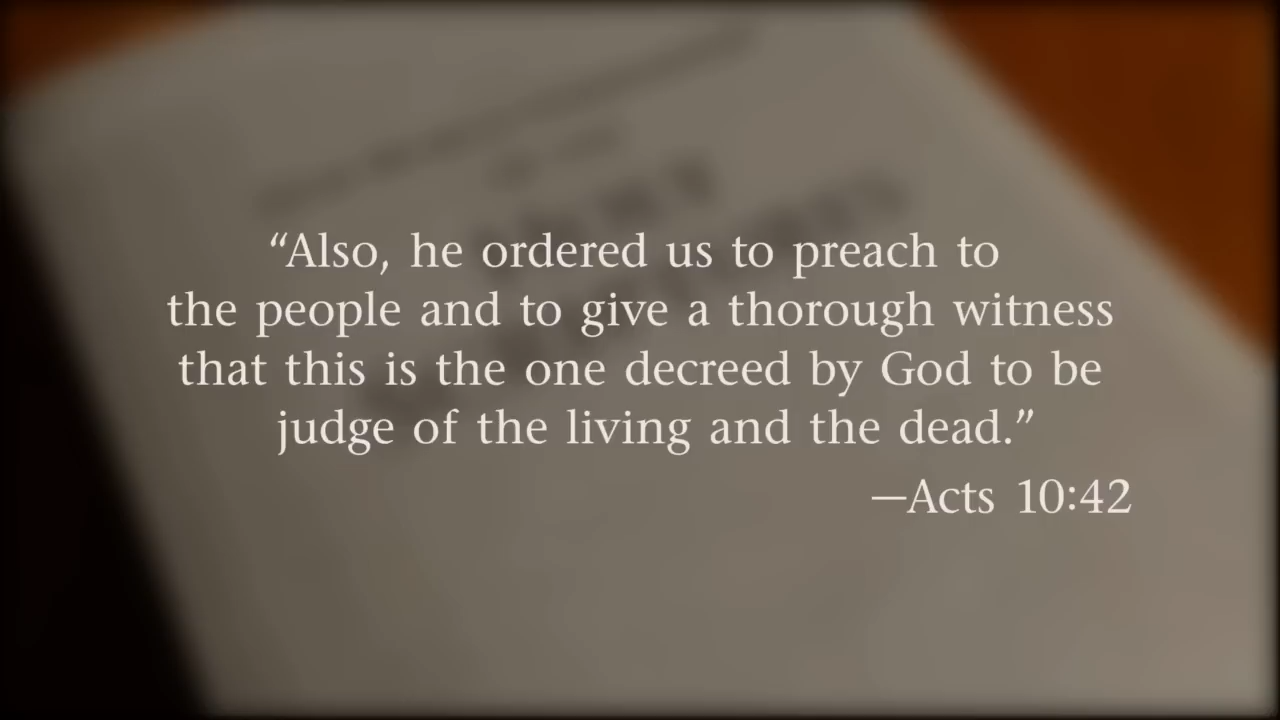 “Also, he ordered us to preach to
the people and to give a thorough witness
that this is the one decreed by God to be
judge of the living and the dead.”
—Acts 10:42